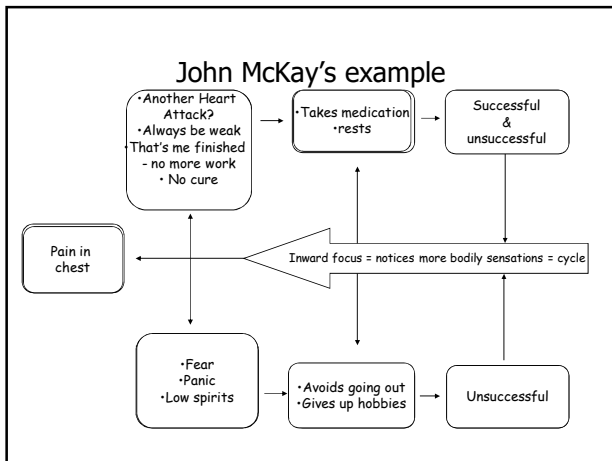 John McKay's example
•Another Heart
Attack?
•Always be weak
•That's me finished
- no more work
• No cure
•Takes medication
•rests
Successful
&
unsuccessful
Pain in
chest
Inward focus = notices more bodily sensations = cycle
•Fear
•Panic
•Low spirits
•Avoids going out
•Gives up hobbies
Unsuccessful